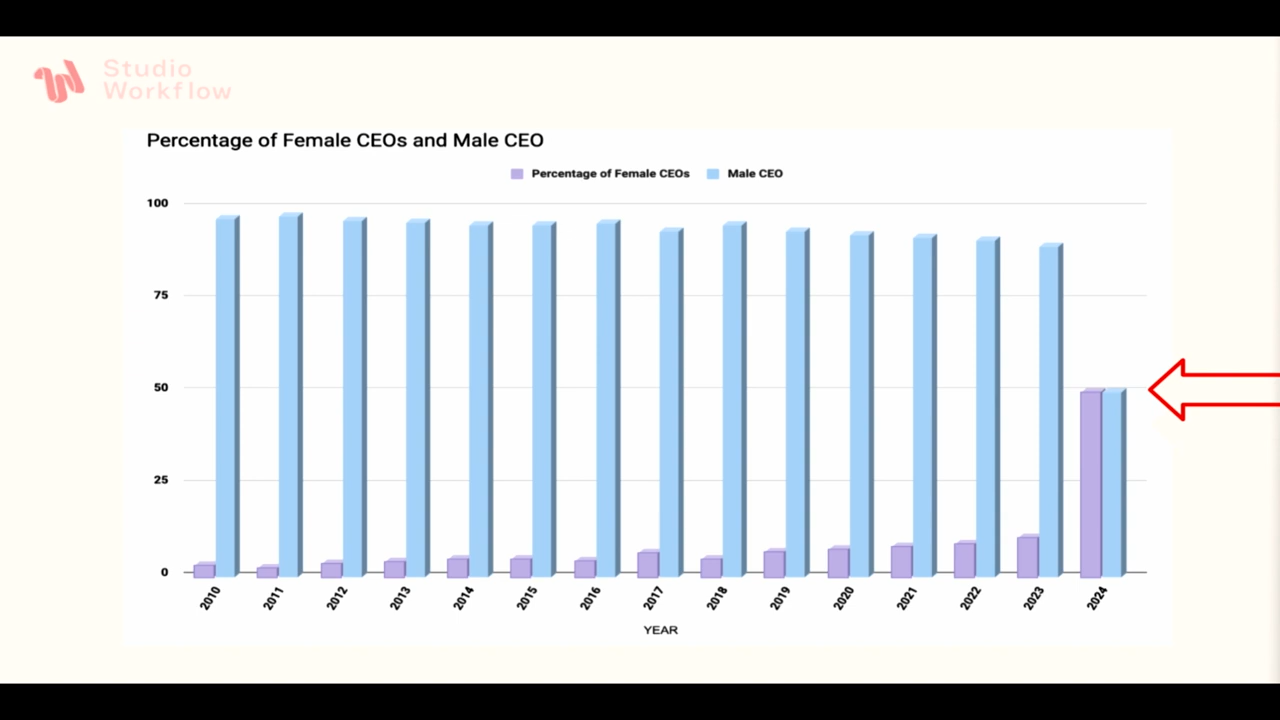 Studio
Workflow
Percentage of Female CEOs and Male CEO
Percentage of Female CEOs Male CEO
100
75
50
25
0
2010 2011 2012 2013 2014 2015 2016 2017 2018 2019 2020 2021 2022 2023 2024
YEAR